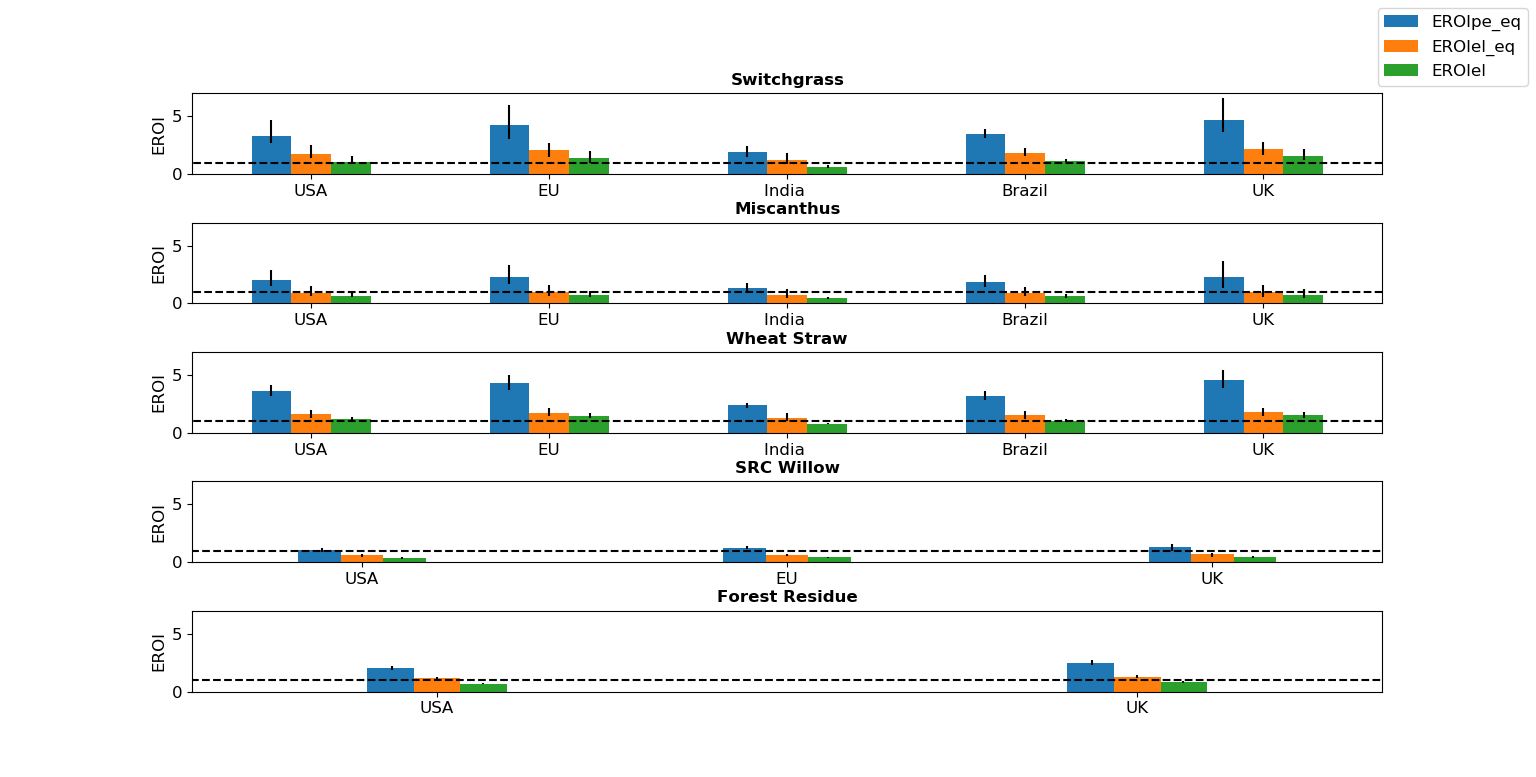 EROIpe_eq
EROIel_eq
EROIel
Switchgrass
EROI
5
0
USA EU India Brazil UK
Miscanthus
EROI
5
0
USA EU India Brazil UK
Wheat Straw
EROI
5
0
USA EU India Brazil UK
SRC Willow
EROI
5
0
USA EU UK
Forest Residue
EROI
5
0
USA UK